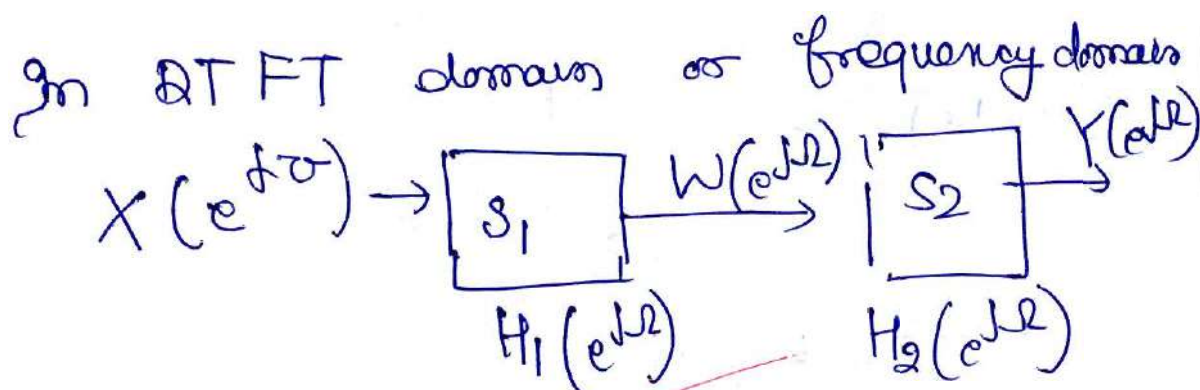 In DTFT domain or frequency domain
X(e^{jΩ}) → S1 W(e^{jΩ}) S2 Y(e^{jΩ})
H1(e^{jΩ}) H2(e^{jΩ})